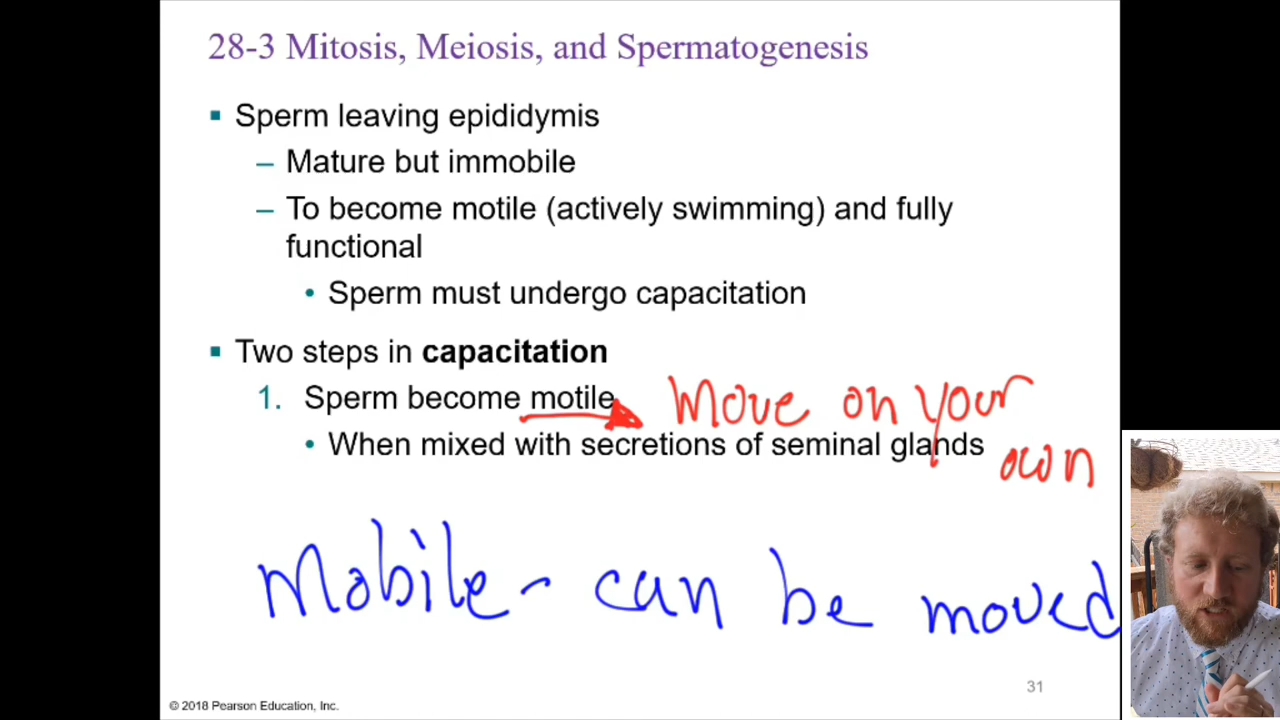 28-3 Mitosis, Meiosis, and Spermatogenesis
▪ Sperm leaving epididymis
– Mature but immobile
– To become motile (actively swimming) and fully
functional
• Sperm must undergo capacitation
▪ Two steps in capacitation
1. Sperm become motile
Move on your
own
• When mixed with secretions of seminal glands
Mobile - can be moved
31
© 2018 Pearson Education, Inc.